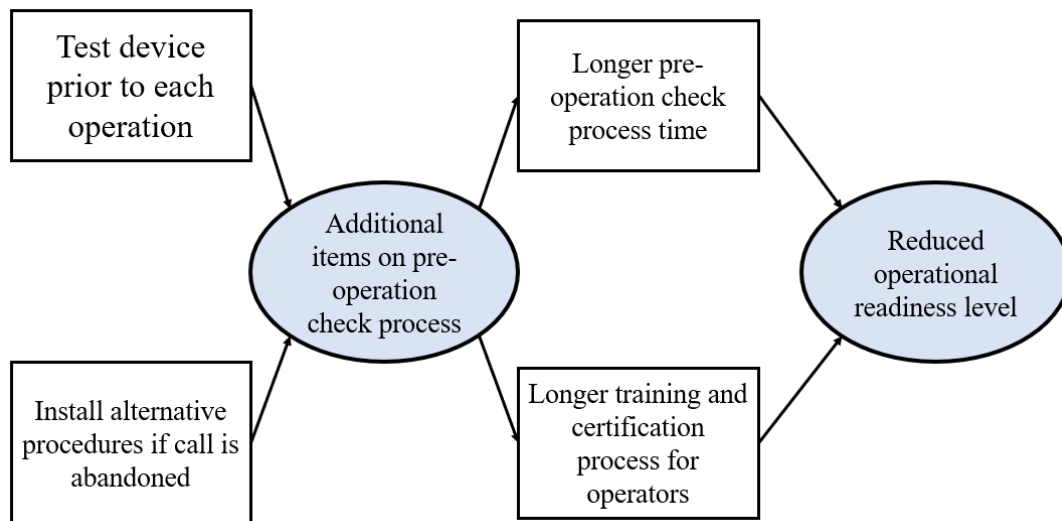 Test device
prior to each
operation
Install alternative
procedures if call is
abandoned
Additional
items on pre-
operation
check process
Longer pre-
operation check
process time
Longer training and
certification
process for
operators
Reduced
operational
readiness level